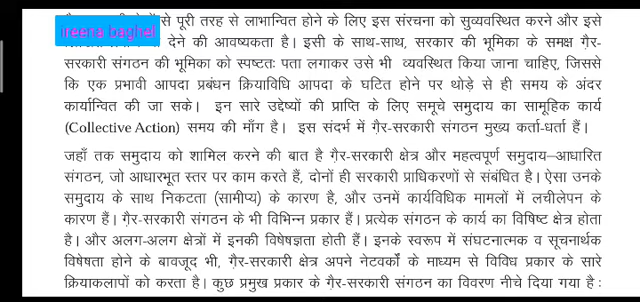 से पूरी तरह से लाभान्वित होने के लिए इस संरचना को सुव्यवस्थित करने और इसे
ireena baghel
देने की आवष्यकता है। इसी के साथ-साथ, सरकार की भूमिका के समक्ष गै़र-
सरकारी संगठन की भूमिका को स्पष्टतः पता लगाकर उसे भी व्यवस्थित किया जाना चाहिए, जिससे
कि एक प्रभावी आपदा प्रबंधन क्रियाविधि आपदा के घटित होने पर थोड़े से ही समय के अंदर
कार्यान्वित की जा सके। इन सारे उद्देष्यों की प्राप्ति के लिए समूचे समुदाय का सामूहिक कार्य
(Collective Action) समय की माँग है। इस संदर्भ में गै़र-सरकारी संगठन मुख्य कर्ता-धर्ता हैं।
जहाँ तक समुदाय को शामिल करने की बात है गै़र-सरकारी क्षेत्र और महत्वपूर्ण समुदाय–आधारित
संगठन, जो आधारभूत स्तर पर काम करते हैं, दोनों ही सरकारी प्राधिकरणों से संबंधित है। ऐसा उनके
समुदाय के साथ निकटता (सामीप्य) के कारण है, और उनमें कार्यविधिक मामलों में लचीलेपन के
कारण हैं। गै़र-सरकारी संगठन के भी विभिन्न प्रकार हैं। प्रत्येक संगठन के कार्य का विषिष्ट क्षेत्र होता
है। और अलग-अलग क्षेत्रों में इनकी विषेषज्ञता होती हैं। इनके स्वरूप में संघटनात्मक व सूचनार्थक
विषेषता होने के बावजूद भी, गै़र-सरकारी क्षेत्र अपने नेटवर्कों के माध्यम से विविध प्रकार के सारे
क्रियाकलापों को करता है। कुछ प्रमुख प्रकार के गै़र-सरकारी संगठन का विवरण नीचे दिया गया है :